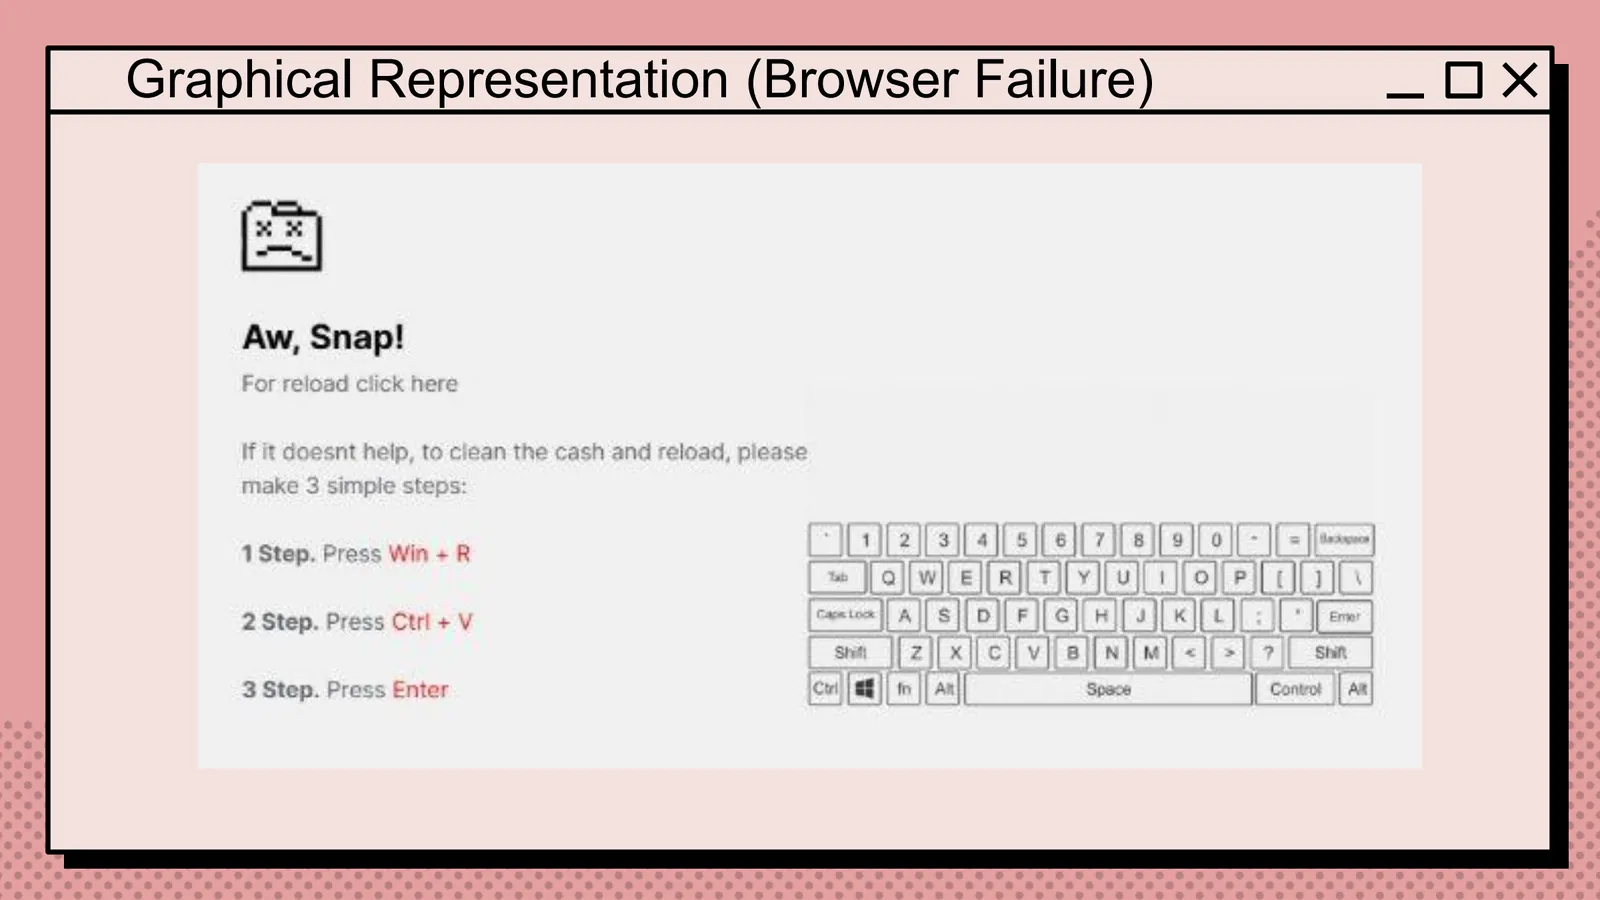 Graphical Representation (Browser Failure)
Aw, Snap!
For reload click here
If it doesnt help, to clean the cash and reload, please
make 3 simple steps:
1 Step. Press Win + R
2 Step. Press Ctrl + V
3 Step. Press Enter
` 1 2 3 4 5 6 7 8 9 0 - = Backspace
Tab Q W E R T Y U I O P [ ] \
Caps Lock A S D F G H J K L ; ' Enter
Shift Z X C V B N M < > ? Shift
Ctrl fn Alt Space Control Alt